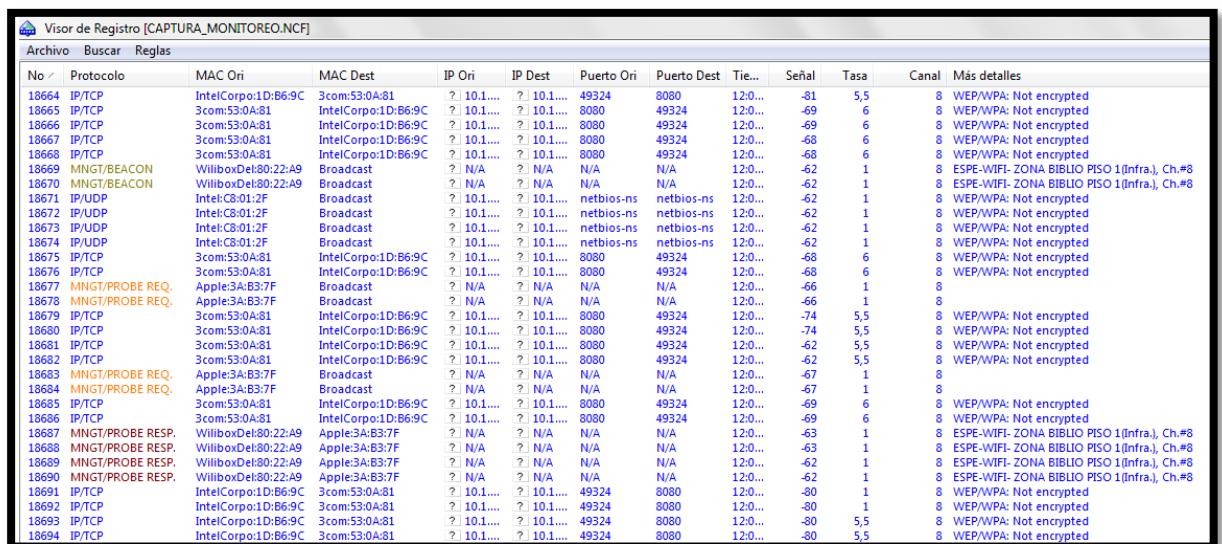 Visor de Registro [CAPTURA_MONITOREO.NCF]
Archivo Buscar Reglas
No Protocolo MAC Ori MAC Dest IP Ori IP Dest Puerto Ori Puerto Dest Tie... Señal Tasa Canal Más detalles
18664 IP/TCP IntelCorpo:1D:B6:9C 3com:53:0A:81 ? 10.1.... ? 10.1.... 49324 8080 12:0... -81 5,5 8 WEP/WPA: Not encrypted
18665 IP/TCP 3com:53:0A:81 IntelCorpo:1D:B6:9C ? 10.1.... ? 10.1.... 8080 49324 12:0... -69 6 8 WEP/WPA: Not encrypted
18666 IP/TCP 3com:53:0A:81 IntelCorpo:1D:B6:9C ? 10.1.... ? 10.1.... 8080 49324 12:0... -69 6 8 WEP/WPA: Not encrypted
18667 IP/TCP 3com:53:0A:81 IntelCorpo:1D:B6:9C ? 10.1.... ? 10.1.... 8080 49324 12:0... -68 6 8 WEP/WPA: Not encrypted
18668 IP/TCP 3com:53:0A:81 IntelCorpo:1D:B6:9C ? 10.1.... ? 10.1.... 8080 49324 12:0... -68 6 8 WEP/WPA: Not encrypted
18669 MNGT/BEACON WiliboxDel:80:22:A9 Broadcast ? N/A ? N/A N/A N/A 12:0... -62 1 8 ESPE-WIFI- ZONA BIBLIO PISO 1(Infra.), Ch.#8
18670 MNGT/BEACON WiliboxDel:80:22:A9 Broadcast ? N/A ? N/A N/A N/A 12:0... -62 1 8 ESPE-WIFI- ZONA BIBLIO PISO 1(Infra.), Ch.#8
18671 IP/UDP Intel:C8:01:2F Broadcast ? 10.1.... ? 10.1.... netbios-ns netbios-ns 12:0... -62 1 8 WEP/WPA: Not encrypted
18672 IP/UDP Intel:C8:01:2F Broadcast ? 10.1.... ? 10.1.... netbios-ns netbios-ns 12:0... -62 1 8 WEP/WPA: Not encrypted
18673 IP/UDP Intel:C8:01:2F Broadcast ? 10.1.... ? 10.1.... netbios-ns netbios-ns 12:0... -62 1 8 WEP/WPA: Not encrypted
18674 IP/UDP Intel:C8:01:2F Broadcast ? 10.1.... ? 10.1.... netbios-ns netbios-ns 12:0... -62 1 8 WEP/WPA: Not encrypted
18675 IP/TCP 3com:53:0A:81 IntelCorpo:1D:B6:9C ? 10.1.... ? 10.1.... 8080 49324 12:0... -68 6 8 WEP/WPA: Not encrypted
18676 IP/TCP 3com:53:0A:81 IntelCorpo:1D:B6:9C ? 10.1.... ? 10.1.... 8080 49324 12:0... -68 6 8 WEP/WPA: Not encrypted
18677 MNGT/PROBE REQ. Apple:3A:B3:7F Broadcast ? N/A ? N/A N/A N/A 12:0... -66 1 8
18678 MNGT/PROBE REQ. Apple:3A:B3:7F Broadcast ? N/A ? N/A N/A N/A 12:0... -66 1 8
18679 IP/TCP 3com:53:0A:81 IntelCorpo:1D:B6:9C ? 10.1.... ? 10.1.... 8080 49324 12:0... -74 5,5 8 WEP/WPA: Not encrypted
18680 IP/TCP 3com:53:0A:81 IntelCorpo:1D:B6:9C ? 10.1.... ? 10.1.... 8080 49324 12:0... -74 5,5 8 WEP/WPA: Not encrypted
18681 IP/TCP 3com:53:0A:81 IntelCorpo:1D:B6:9C ? 10.1.... ? 10.1.... 8080 49324 12:0... -62 5,5 8 WEP/WPA: Not encrypted
18682 IP/TCP 3com:53:0A:81 IntelCorpo:1D:B6:9C ? 10.1.... ? 10.1.... 8080 49324 12:0... -62 5,5 8 WEP/WPA: Not encrypted
18683 MNGT/PROBE REQ. Apple:3A:B3:7F Broadcast ? N/A ? N/A N/A N/A 12:0... -67 1 8
18684 MNGT/PROBE REQ. Apple:3A:B3:7F Broadcast ? N/A ? N/A N/A N/A 12:0... -67 1 8
18685 IP/TCP 3com:53:0A:81 IntelCorpo:1D:B6:9C ? 10.1.... ? 10.1.... 8080 49324 12:0... -69 6 8 WEP/WPA: Not encrypted
18686 IP/TCP 3com:53:0A:81 IntelCorpo:1D:B6:9C ? 10.1.... ? 10.1.... 8080 49324 12:0... -69 6 8 WEP/WPA: Not encrypted
18687 MNGT/PROBE RESP. WiliboxDel:80:22:A9 Apple:3A:B3:7F ? N/A ? N/A N/A N/A 12:0... -63 1 8 ESPE-WIFI- ZONA BIBLIO PISO 1(Infra.), Ch.#8
18688 MNGT/PROBE RESP. WiliboxDel:80:22:A9 Apple:3A:B3:7F ? N/A ? N/A N/A N/A 12:0... -63 1 8 ESPE-WIFI- ZONA BIBLIO PISO 1(Infra.), Ch.#8
18689 MNGT/PROBE RESP. WiliboxDel:80:22:A9 Apple:3A:B3:7F ? N/A ? N/A N/A N/A 12:0... -62 1 8 ESPE-WIFI- ZONA BIBLIO PISO 1(Infra.), Ch.#8
18690 MNGT/PROBE RESP. WiliboxDel:80:22:A9 Apple:3A:B3:7F ? N/A ? N/A N/A N/A 12:0... -62 1 8 ESPE-WIFI- ZONA BIBLIO PISO 1(Infra.), Ch.#8
18691 IP/TCP IntelCorpo:1D:B6:9C 3com:53:0A:81 ? 10.1.... ? 10.1.... 49324 8080 12:0... -80 1 8 WEP/WPA: Not encrypted
18692 IP/TCP IntelCorpo:1D:B6:9C 3com:53:0A:81 ? 10.1.... ? 10.1.... 49324 8080 12:0... -80 1 8 WEP/WPA: Not encrypted
18693 IP/TCP IntelCorpo:1D:B6:9C 3com:53:0A:81 ? 10.1.... ? 10.1.... 49324 8080 12:0... -80 5,5 8 WEP/WPA: Not encrypted
18694 IP/TCP IntelCorpo:1D:B6:9C 3com:53:0A:81 ? 10.1.... ? 10.1.... 49324 8080 12:0... -80 5,5 8 WEP/WPA: Not encrypted